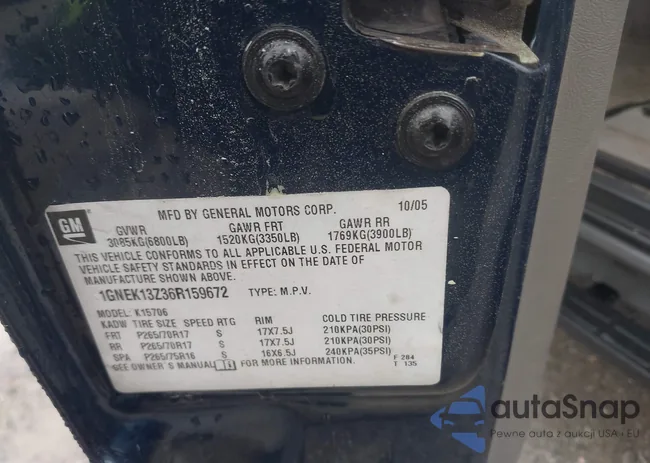 GM
MFD BY GENERAL MOTORS CORP. 10/05
GVWR GAWR FRT GAWR RR
3085KG(6800LB) 1520KG(3350LB) 1769KG(3900LB)
THIS VEHICLE CONFORMS TO ALL APPLICABLE U.S. FEDERAL MOTOR
VEHICLE SAFETY STANDARDS IN EFFECT ON THE DATE OF
MANUFACTURE SHOWN ABOVE.
1GNEK13Z36R159672 TYPE: M.P.V.
MODEL: K15706
KADW TIRE SIZE SPEED RTG RIM COLD TIRE PRESSURE
FRT P265/70R17 S 17X7.5J 210KPA(30PSI)
RR P265/70R17 S 17X7.5J 210KPA(30PSI)
SPA P265/75R16 S 16X6.5J 240KPA(35PSI)
SEE OWNER'S MANUAL FOR MORE INFORMATION.
F 284
T 135
autoSnap
Pewne auta z aukcji USA - EU